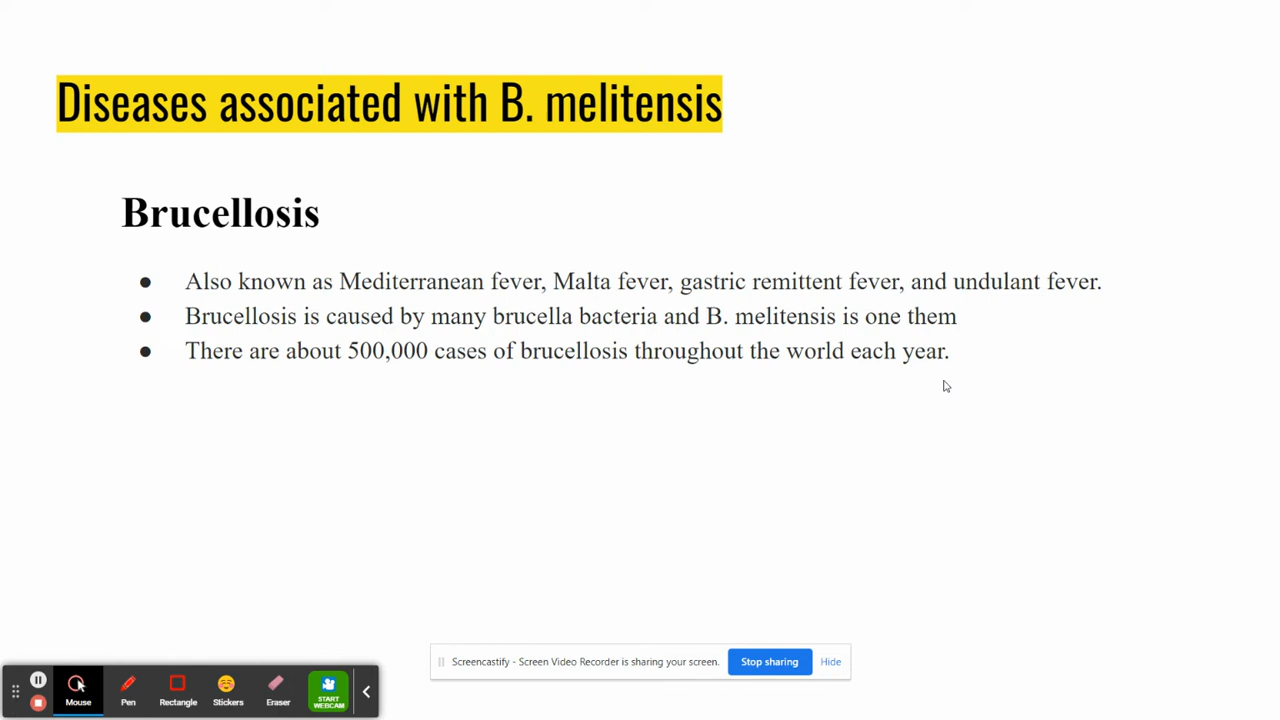 Diseases associated with B. melitensis
Brucellosis
● Also known as Mediterranean fever, Malta fever, gastric remittent fever, and undulant fever.
● Brucellosis is caused by many brucella bacteria and B. melitensis is one them
● There are about 500,000 cases of brucellosis throughout the world each year.
Screencastify - Screen Video Recorder is sharing your screen. Stop sharing Hide
Mouse Pen Rectangle Stickers Eraser START WEBCAM